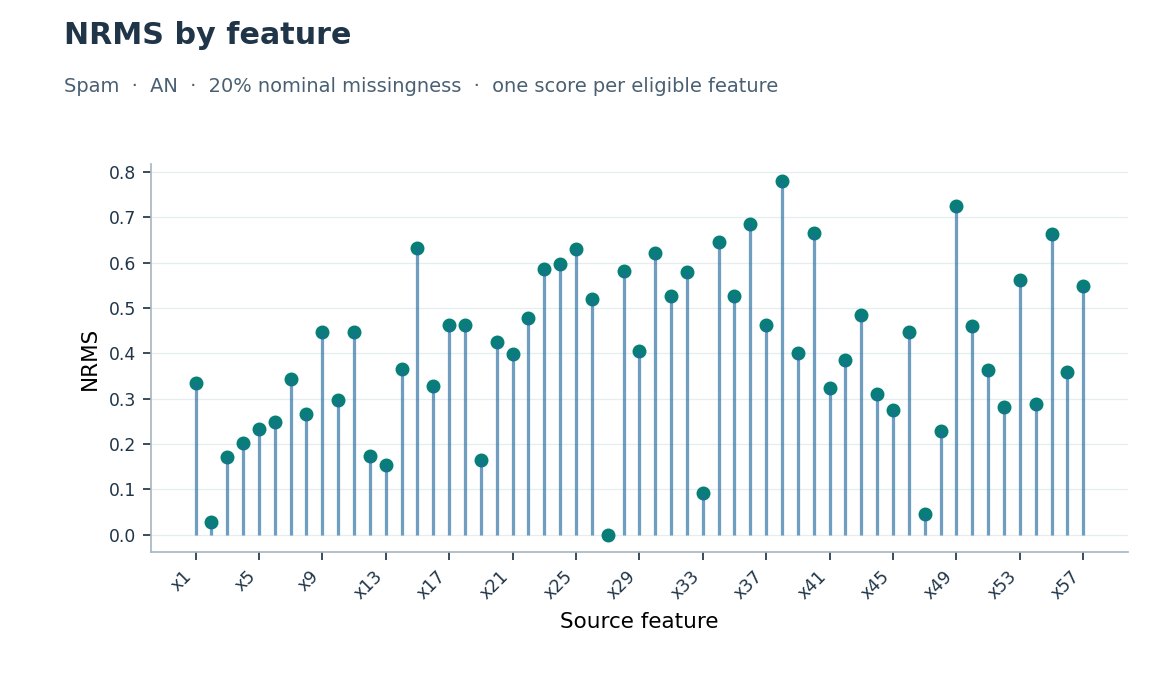 NRMS by feature
Spam · AN · 20% nominal missingness · one score per eligible feature
0.8
0.7
0.6
0.5
0.4
0.3
0.2
0.1
0.0
NRMS
x1 x5 x9 x13 x17 x21 x25 x29 x33 x37 x41 x45 x49 x53 x57
Source feature